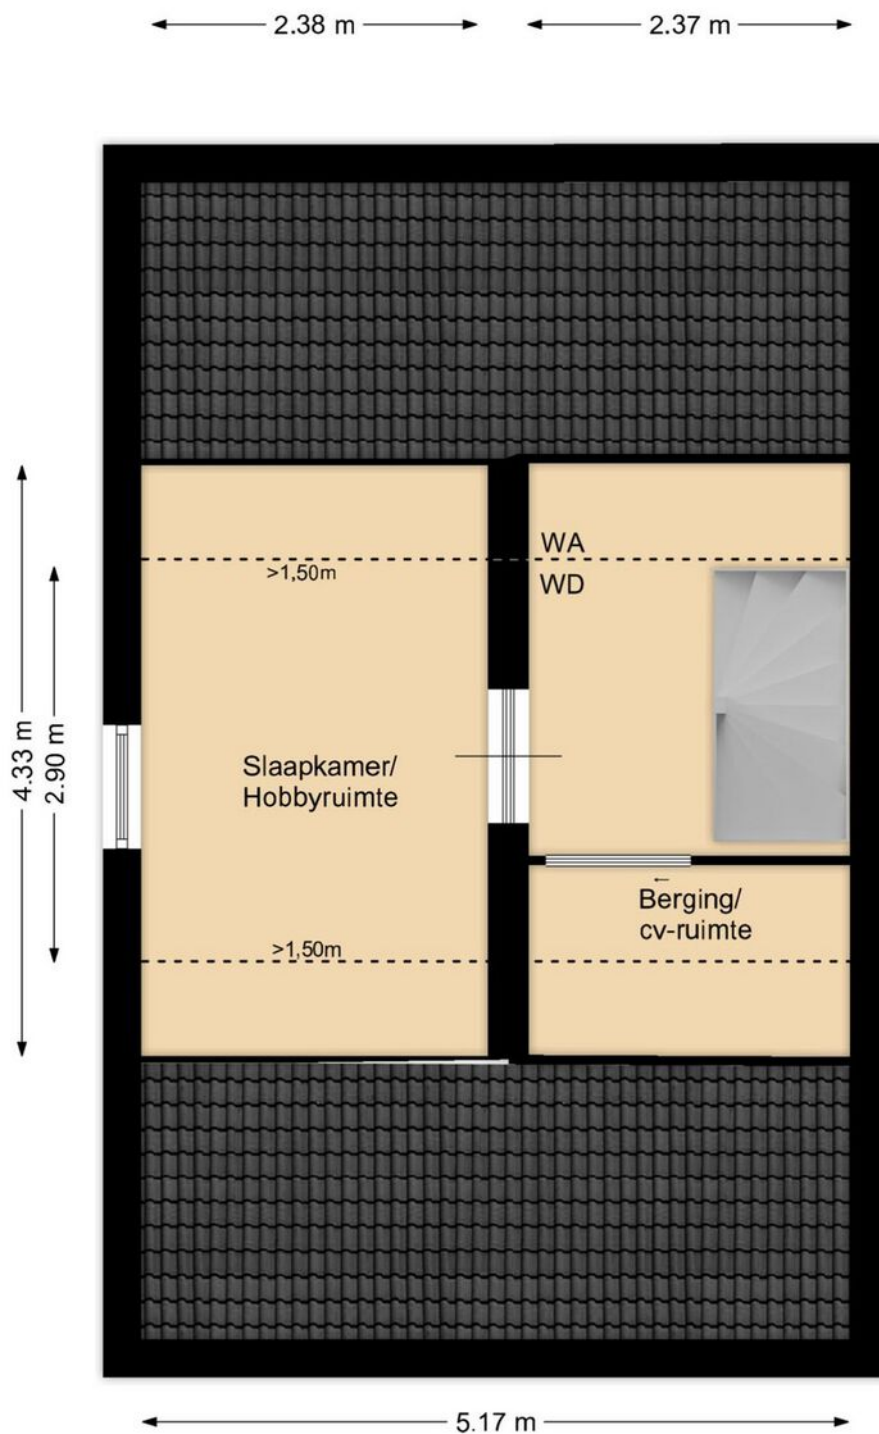 2.38 m
2.37 m
WA
>1,50m
WD
4.33 m
2.90 m
Slaapkamer/
Hobbyruimte
←
Berging/
cv-ruimte
>1,50m
5.17 m